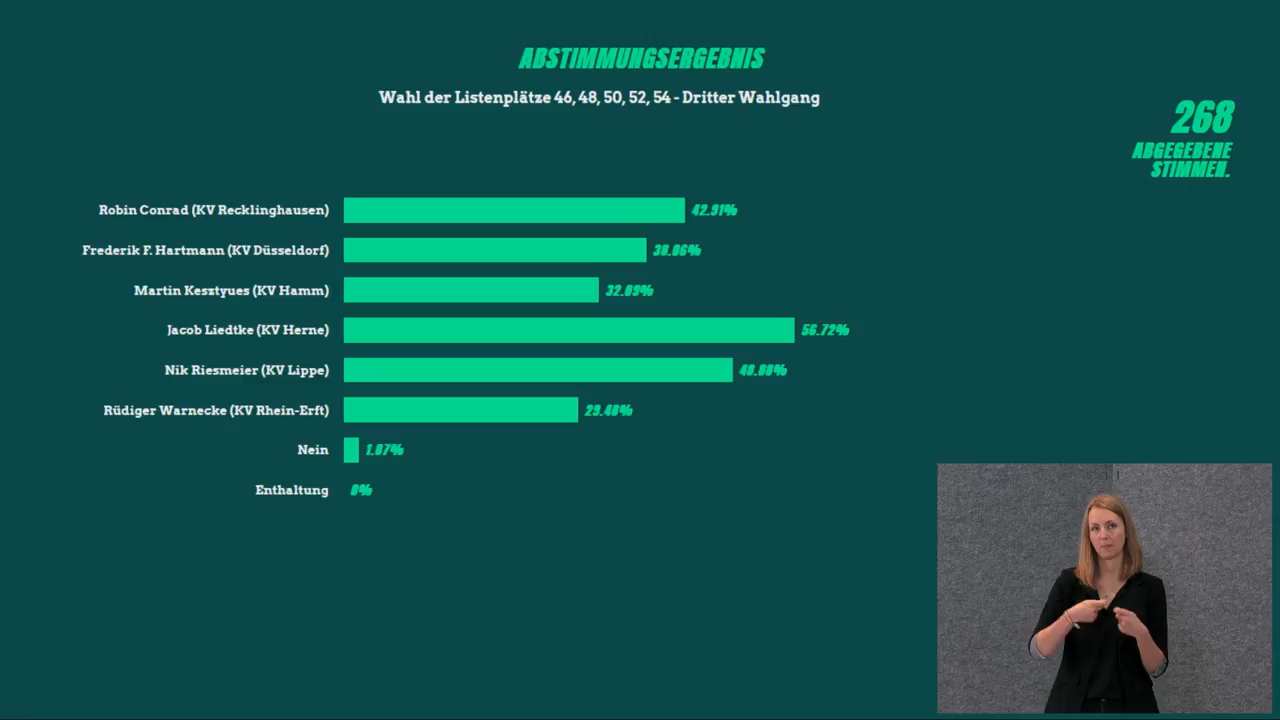 ABSTIMMUNGSERGEBNIS
Wahl der Listenplätze 46, 48, 50, 52, 54 - Dritter Wahlgang
268
ABGEGEBENE
STIMMEN.
Robin Conrad (KV Recklinghausen) 42.91%
Frederik F. Hartmann (KV Düsseldorf) 38.06%
Martin Kesztyues (KV Hamm) 32.09%
Jacob Liedtke (KV Herne) 56.72%
Nik Riesmeier (KV Lippe)
Rüdiger Warnecke (KV Rhein-Erft) 29.48%
Nein 1.87%
Enthaltung 0%